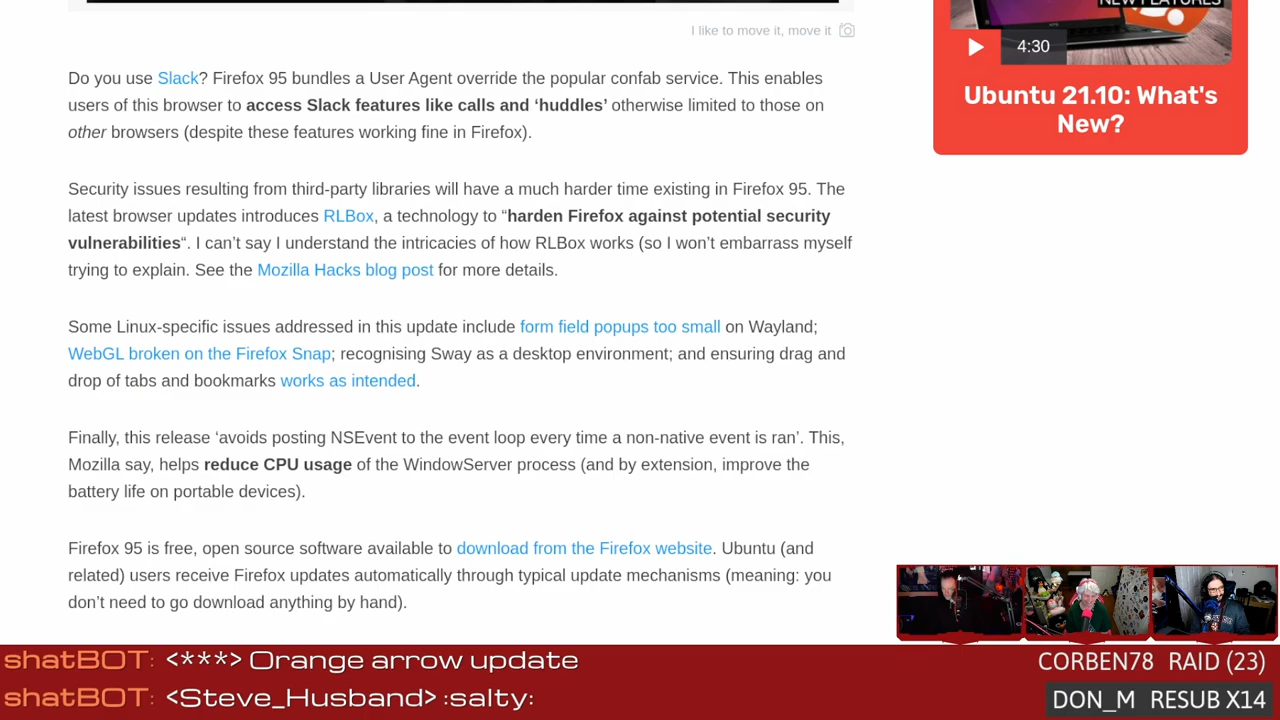 NEW FEATURES
I like to move it, move it
4:30
Do you use Slack? Firefox 95 bundles a User Agent override the popular confab service. This enables
users of this browser to access Slack features like calls and ‘huddles’ otherwise limited to those on
other browsers (despite these features working fine in Firefox).
Ubuntu 21.10: What's
New?
Security issues resulting from third-party libraries will have a much harder time existing in Firefox 95. The
latest browser updates introduces RLBox, a technology to “harden Firefox against potential security
vulnerabilities“. I can’t say I understand the intricacies of how RLBox works (so I won’t embarrass myself
trying to explain. See the Mozilla Hacks blog post for more details.
Some Linux-specific issues addressed in this update include form field popups too small on Wayland;
WebGL broken on the Firefox Snap; recognising Sway as a desktop environment; and ensuring drag and
drop of tabs and bookmarks works as intended.
Finally, this release ‘avoids posting NSEvent to the event loop every time a non-native event is ran’. This,
Mozilla say, helps reduce CPU usage of the WindowServer process (and by extension, improve the
battery life on portable devices).
Firefox 95 is free, open source software available to download from the Firefox website. Ubuntu (and
related) users receive Firefox updates automatically through typical update mechanisms (meaning: you
don’t need to go download anything by hand).
shatBOT: <***> Orange arrow update
shatBOT: <Steve_Husband> :salty:
CORBEN78 RAID (23)
DON_M RESUB X14